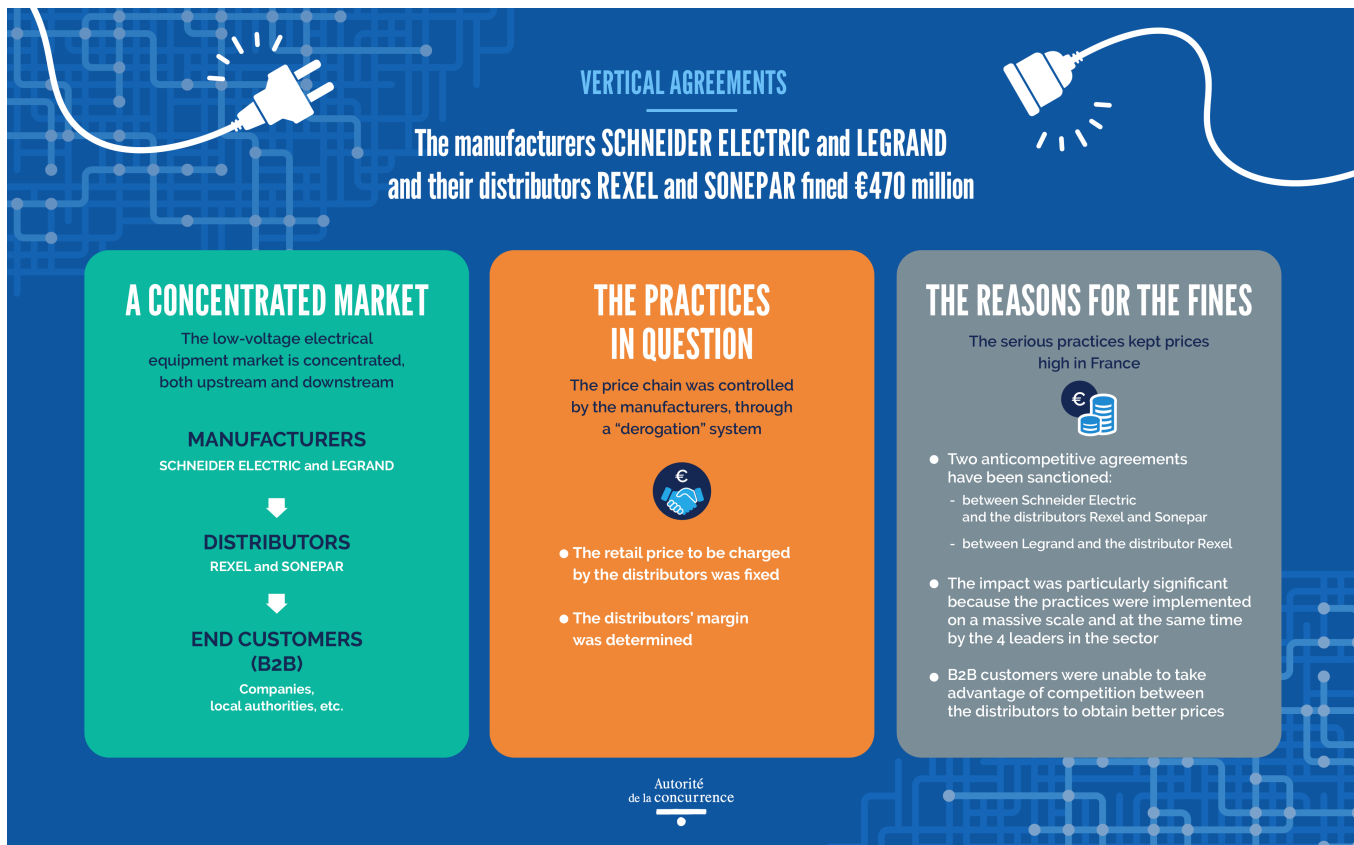 VERTICAL AGREEMENTS
The manufacturers SCHNEIDER ELECTRIC and LEGRAND
and their distributors REXEL and SONEPAR fined €470 million
A CONCENTRATED MARKET
The low-voltage electrical
equipment market is concentrated,
both upstream and downstream
MANUFACTURERS
SCHNEIDER ELECTRIC and LEGRAND
DISTRIBUTORS
REXEL and SONEPAR
END CUSTOMERS
(B2B)
Companies,
local authorities, etc.
THE PRACTICES
IN QUESTION
The price chain was controlled
by the manufacturers, through
a “derogation” system
€
● The retail price to be charged
by the distributors was fixed
● The distributors’ margin
was determined
THE REASONS FOR THE FINES
The serious practices kept prices
high in France
€
● Two anticompetitive agreements
have been sanctioned:
- between Schneider Electric
and the distributors Rexel and Sonepar
- between Legrand and the distributor Rexel
● The impact was particularly significant
because the practices were implemented
on a massive scale and at the same time
by the 4 leaders in the sector
● B2B customers were unable to take
advantage of competition between
the distributors to obtain better prices
Autorité
de la concurrence